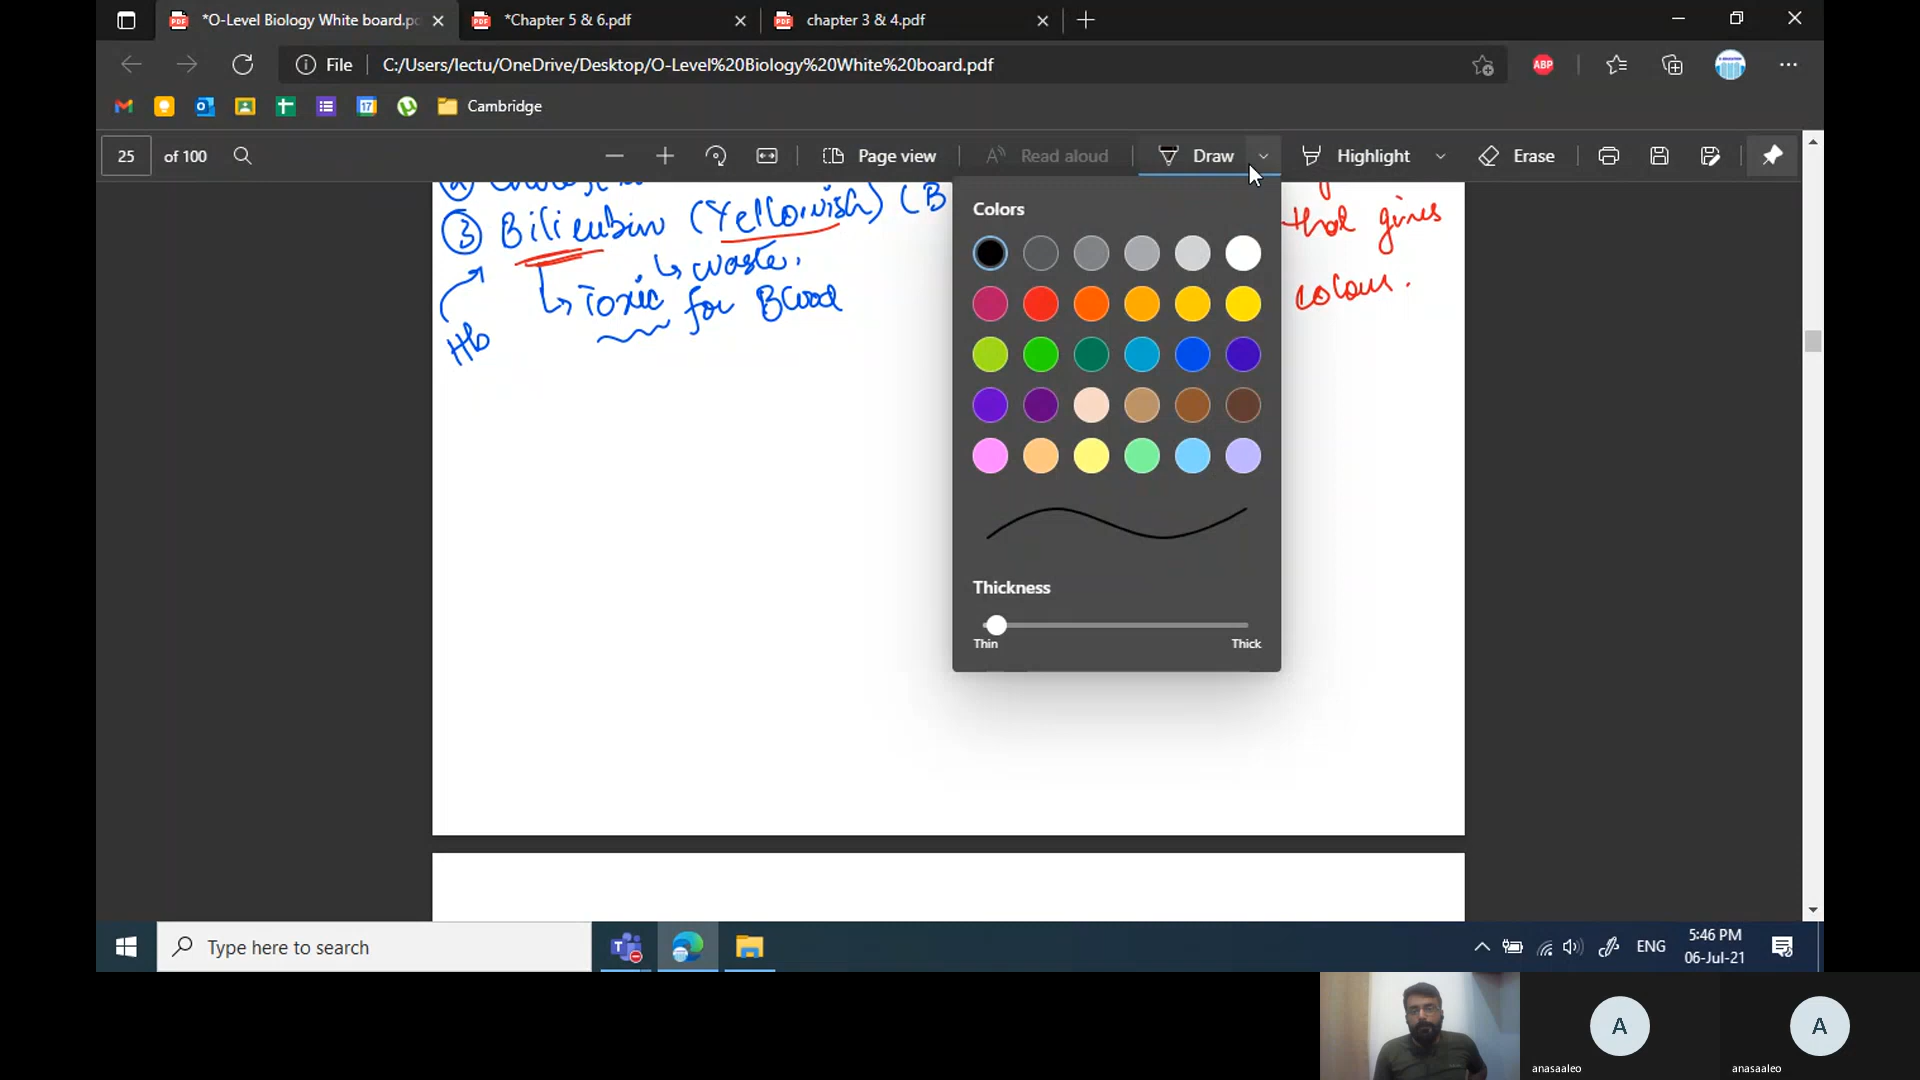 *O-Level Biology White board.pd
*Chapter 5 & 6.pdf
chapter 3 & 4.pdf
File
C:/Users/lectu/OneDrive/Desktop/O-Level%20Biology%20White%20board.pdf
ABP
17
Cambridge
25 of 100
Page view
Read aloud
Draw
Highlight
Erase
③ Bilirubin (Yellowish) (B
↳ waste.
↳ Toxic for Blood
Hb
that gives
colour.
Colors
Thickness
Thin Thick
Type here to search
ENG
5:46 PM
06-Jul-21
A
anasaaleo
A
anasaaleo